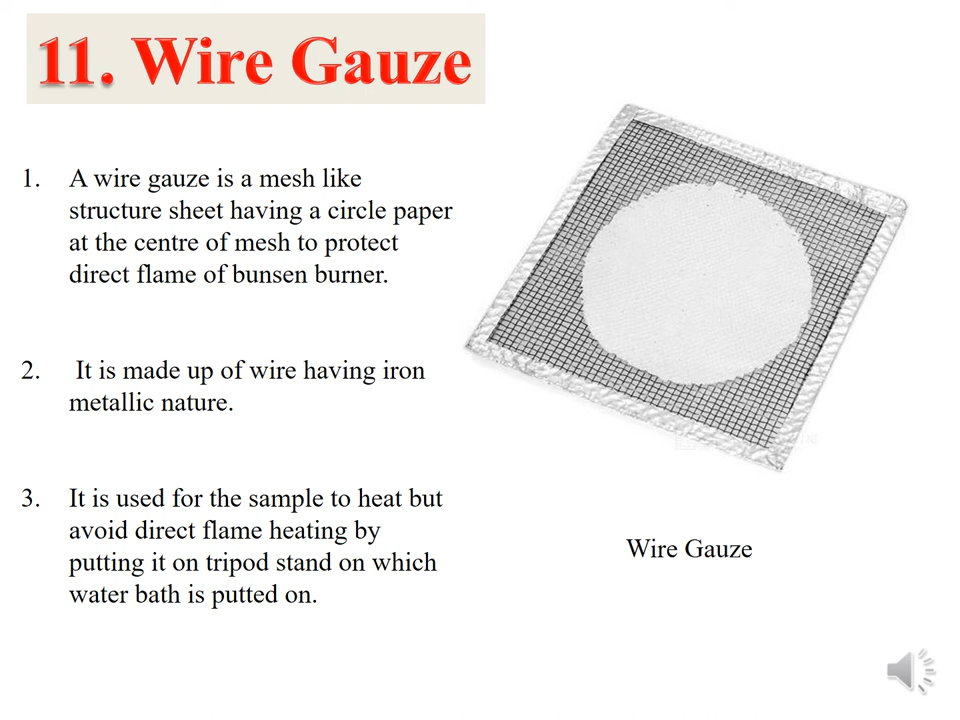 11. Wire Gauze
1. A wire gauze is a mesh like
structure sheet having a circle paper
at the centre of mesh to protect
direct flame of bunsen burner.
2. It is made up of wire having iron
metallic nature.
3. It is used for the sample to heat but
avoid direct flame heating by
putting it on tripod stand on which
water bath is putted on.
Wire Gauze